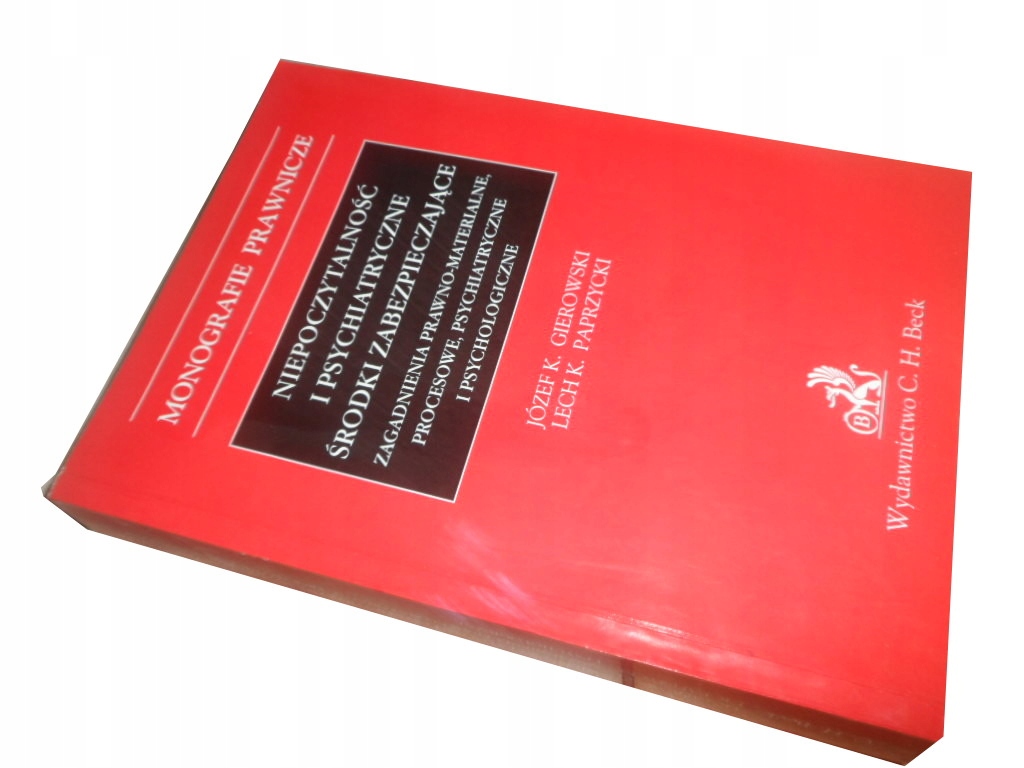 MONOGRAFIE PRAWNICZE
NIEPOCZYTALNOŚĆ
I PSYCHIATRYCZNE
ŚRODKI ZABEZPIECZAJĄCE
ZAGADNIENIA PRAWNO-MATERIALNE,
PROCESOWE, PSYCHIATRYCZNE
I PSYCHOLOGICZNE
JÓZEF K. GIEROWSKI
LECH K. PAPRZYCKI
B
Wydawnictwo C. H. Beck